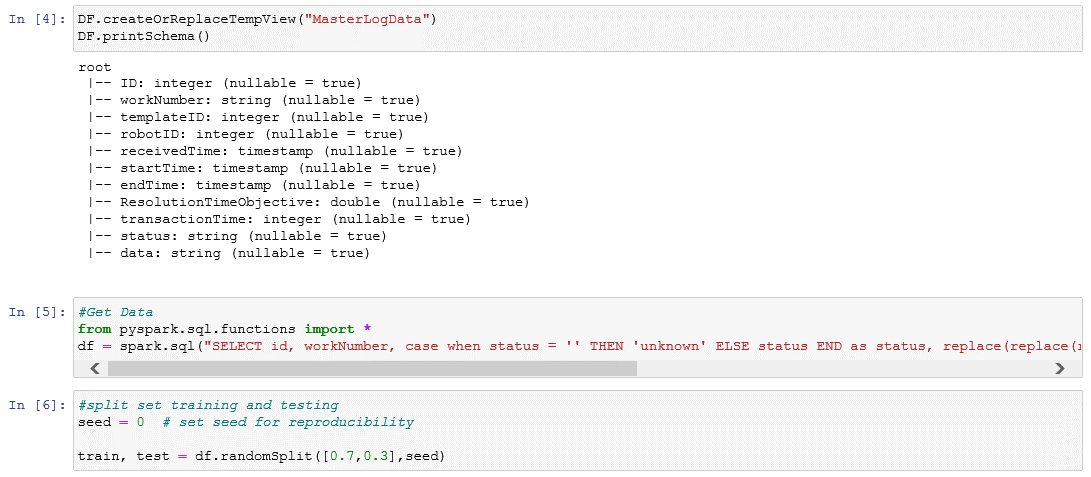 In [4]: DF.createOrReplaceTempView("MasterLogData")
DF.printSchema()
root
|-- ID: integer (nullable = true)
|-- workNumber: string (nullable = true)
|-- templateID: integer (nullable = true)
|-- robotID: integer (nullable = true)
|-- receivedTime: timestamp (nullable = true)
|-- startTime: timestamp (nullable = true)
|-- endTime: timestamp (nullable = true)
|-- ResolutionTimeObjective: double (nullable = true)
|-- transactionTime: integer (nullable = true)
|-- status: string (nullable = true)
|-- data: string (nullable = true)
In [5]: #Get Data
from pyspark.sql.functions import *
df = spark.sql("SELECT id, workNumber, case when status = '' THEN 'unknown' ELSE status END as status, replace(replace(
In [6]: #split set training and testing
seed = 0  # set seed for reproducibility
train, test = df.randomSplit([0.7,0.3],seed)